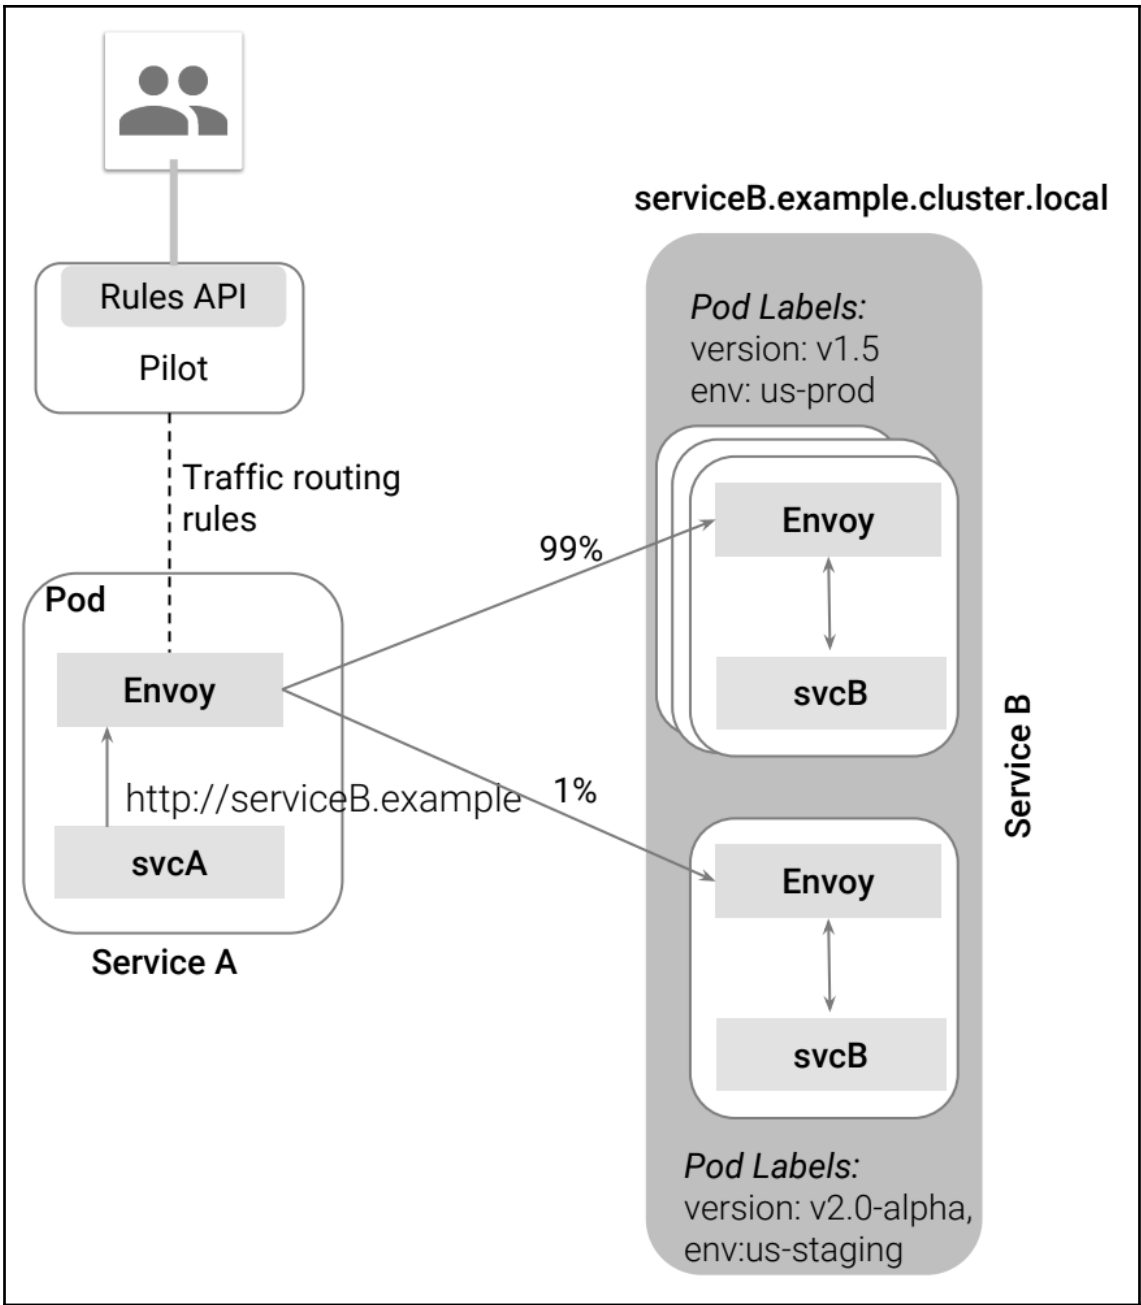 Rules API
Pilot
Traffic routing
rules
Pod
Envoy
http://serviceB.example
svcA
Service A
99%
1%
serviceB.example.cluster.local
Pod Labels:
version: v1.5
env: us-prod
Envoy
svcB
Envoy
svcB
Pod Labels:
version: v2.0-alpha,
env:us-staging
Service B